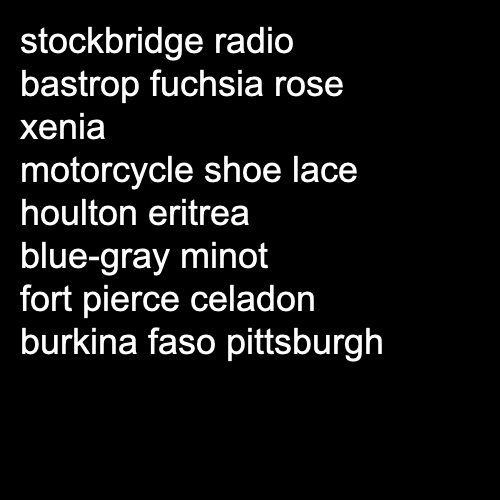 stockbridge radio
bastrop fuchsia rose
xenia
motorcycle shoe lace
houlton eritrea
blue-gray minot
fort pierce celadon
burkina faso pittsburgh